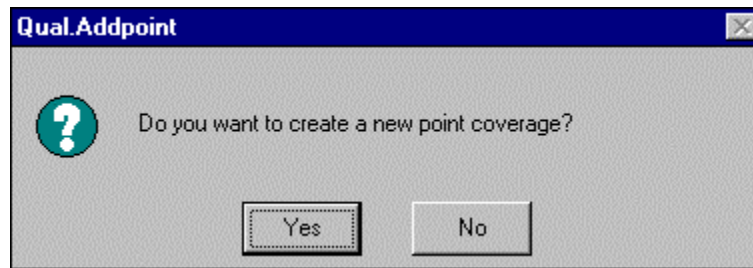 Qual.Addpoint
Do you want to create a new point coverage?
Yes No